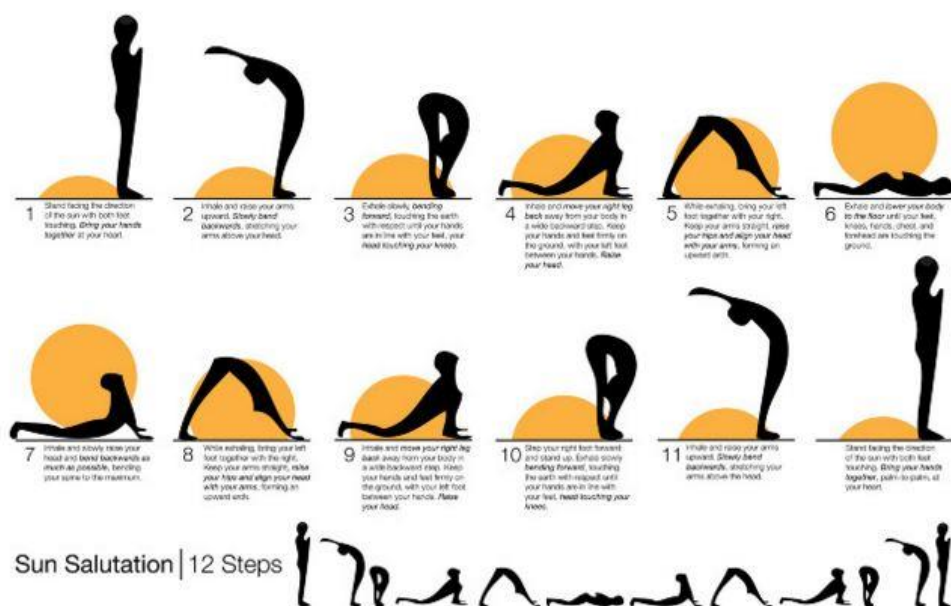 1
Stand facing the direction
of the sun with both feet
touching. Bring your hands
together at your heart.
2
Inhale and raise your arms
upward. Slowly bend
backwards, stretching your
arms above your head.
3
Exhale slowly, bending
forward, touching the earth
with respect until your hands
are in line with your feet, your
head touching your knees.
4
Inhale and move your right leg
back away from your body in
a wide backward step. Keep
your hands and feet firmly on
the ground, with your left foot
between your hands. Raise
your head.
5
While exhaling, bring your left
foot together with your right.
Keep your arms straight, raise
your hips and align your head
with your arms, forming an
upward arch.
6
Exhale and lower your body
to the floor until your feet,
knees, hands, chest, and
forehead are touching the
ground.
7
Inhale and slowly raise your
head and bend backwards as
much as possible, bending
your spine to the maximum.
8
While exhaling, bring your left
foot together with the right.
Keep your arms straight, raise
your hips and align your head
with your arms, forming an
upward
9
Inhale and move your right leg
back away from your body in
a wide backward step. Keep
your hands and feet firmly on
the ground, with your left foot
between your hands. Raise
your head.
10
Step your right foot forward
and stand up. Exhale slowly
bending forward, touching
the earth with respect until
your hands are in line with
your feet, head touching your
knees.
11
Inhale and raise your arms
upward. Slowly bend
backwards, stretching your
arms above the head.
Stand facing the direction
of the sun with both feet
touching. Bring your hands
together, palm-to-palm, at
your heart.
Sun Salutation | 12 Steps